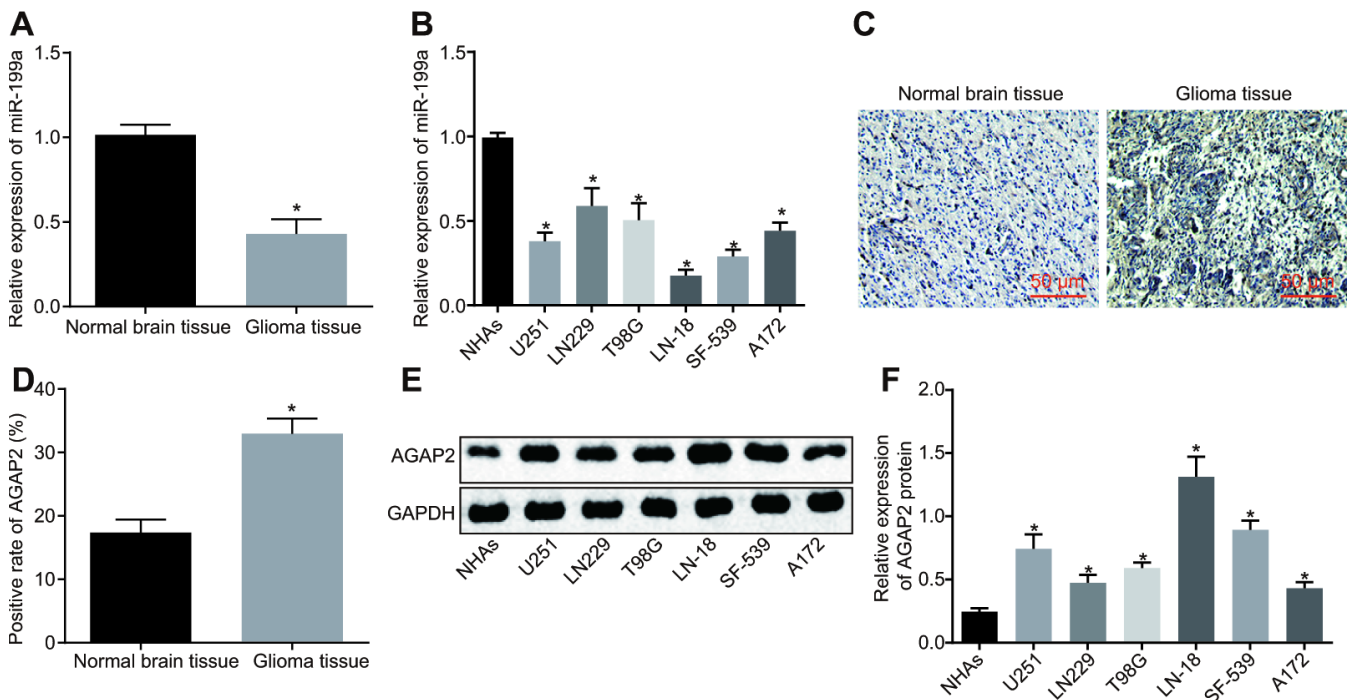 A
Relative expression of miR-199a
1.5
1.0
0.5
0.0
*
Normal brain tissue
Glioma tissue
B
Relative expression of miR-199a
1.5
1.0
0.5
0.0
*
*
*
*
*
*
NHAs
U251
LN229
T98G
LN-18
SF-539
A172
C
Normal brain tissue
Glioma tissue
50 μm
50 μm
D
Positive rate of AGAP2 (%)
40
30
20
10
0
*
Normal brain tissue
Glioma tissue
E
AGAP2
GAPDH
NHAs
U251
LN229
T98G
LN-18
SF-539
A172
F
Relative expression
of AGAP2 protein
2.0
1.5
1.0
0.5
0.0
*
*
*
*
*
*
NHAs
U251
LN229
T98G
LN-18
SF-539
A172